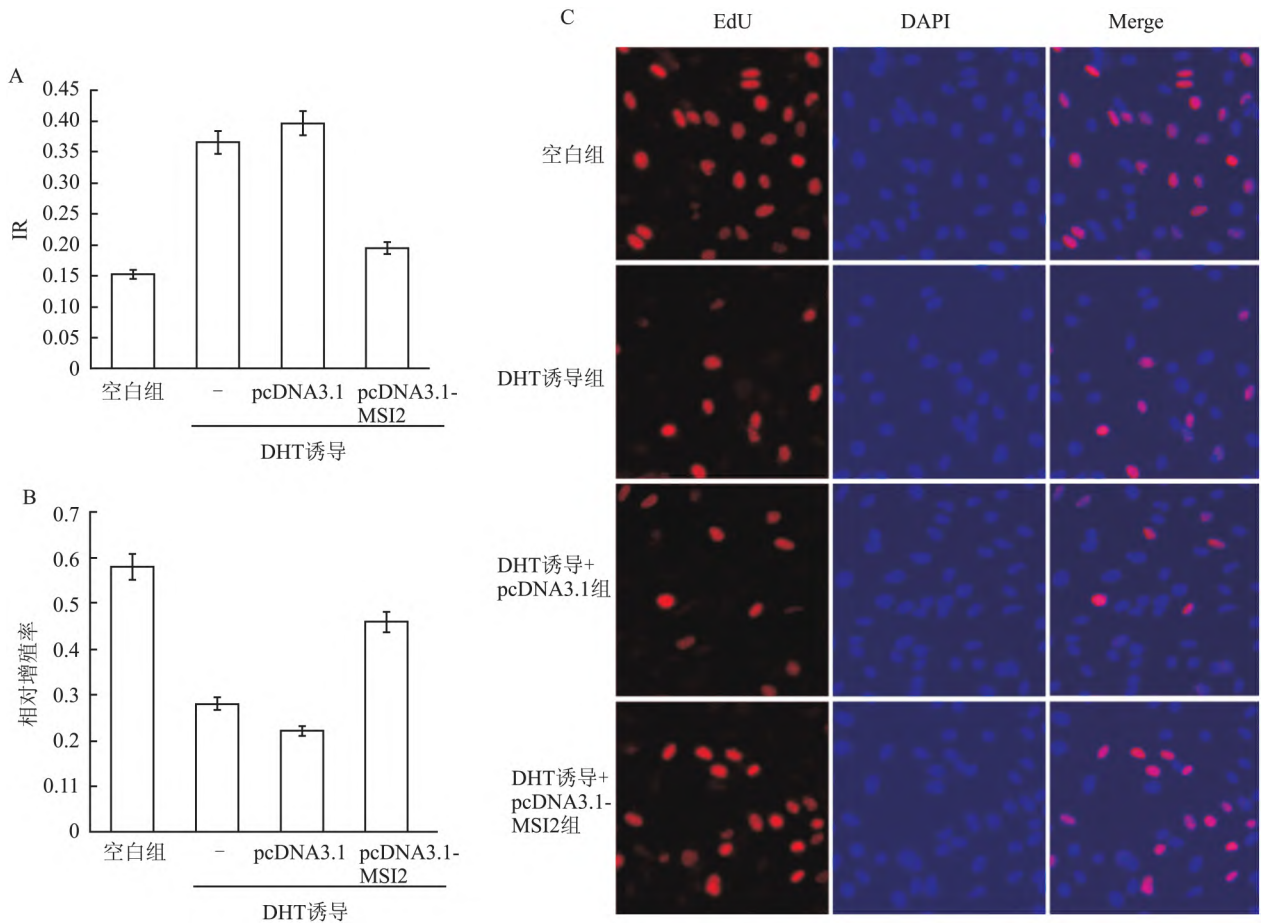 A
0.45
0.40
0.35
0.30
0.25
0.20
0.15
0.10
0.05
0
IR
空白组
–
pcDNA3.1
pcDNA3.1-
MSI2
DHT诱导
B
0.7
0.6
0.5
0.4
0.3
0.2
0.11
0
相对增殖率
空白组
–
pcDNA3.1
pcDNA3.1-
MSI2
DHT诱导
C
EdU
DAPI
Merge
空白组
DHT诱导组
DHT诱导+
pcDNA3.1组
DHT诱导+
pcDNA3.1-
MSI2组